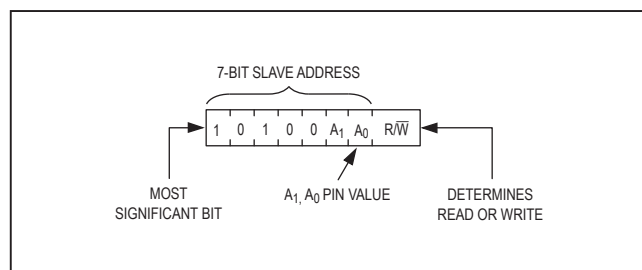 7-BIT SLAVE ADDRESS
1 0 1 0 0 A1 A0 R/W̅
MOST
SIGNIFICANT BIT
A1, A0 PIN VALUE
DETERMINES
READ OR WRITE